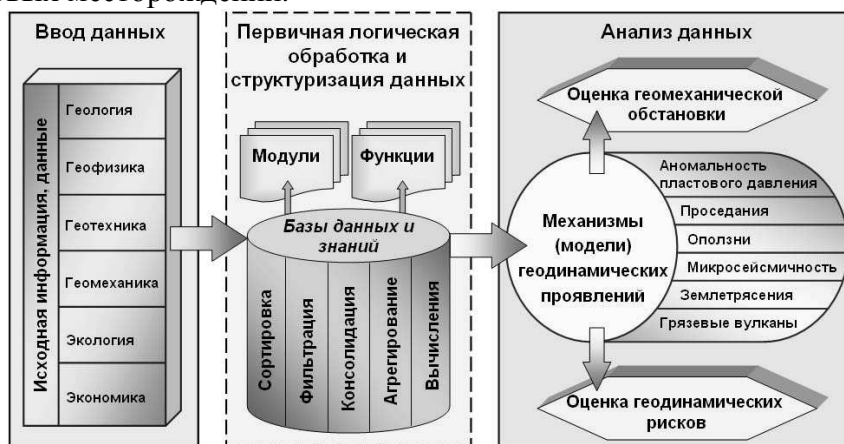 Ввод данных
Исходная информация, данные
Геология
Геофизика
Геотехника
Геомеханика
Экология
Экономика
Первичная логическая
обработка и
структуризация данных
Модули
Функции
Базы данных и
знаний
Сортировка
Фильтрация
Консолидация
Агрегирование
Вычисления
Анализ данных
Оценка геомеханической
обстановки
Механизмы
(модели)
геодинамических
проявлений
Аномальность
пластового давления
Проседания
Оползни
Микросейсмичность
Землетрясения
Грязевые вулканы
Оценка геодинамических
рисков